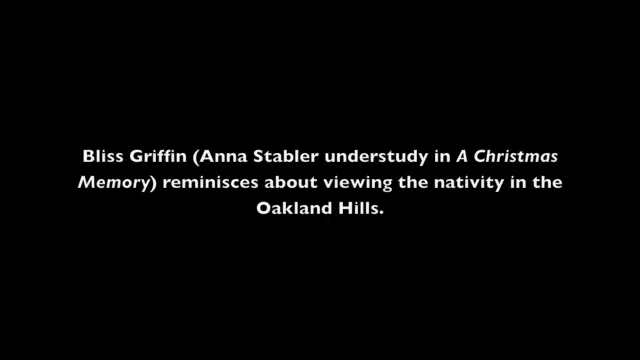 Bliss Griffin (Anna Stabler understudy in A Christmas
Memory) reminisces about viewing the nativity in the
Oakland Hills.